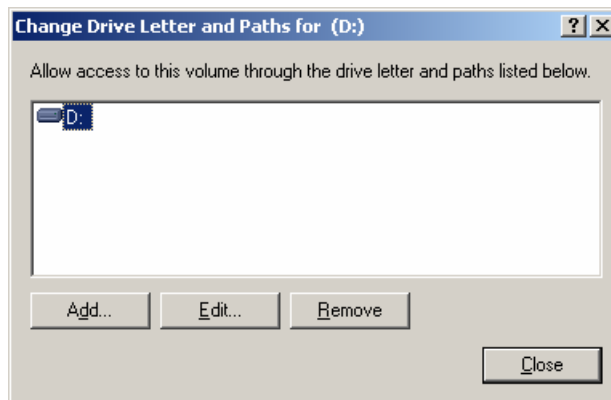 Change Drive Letter and Paths for (D:)
Allow access to this volume through the drive letter and paths listed below.
D:
Add... Edit... Remove
Close